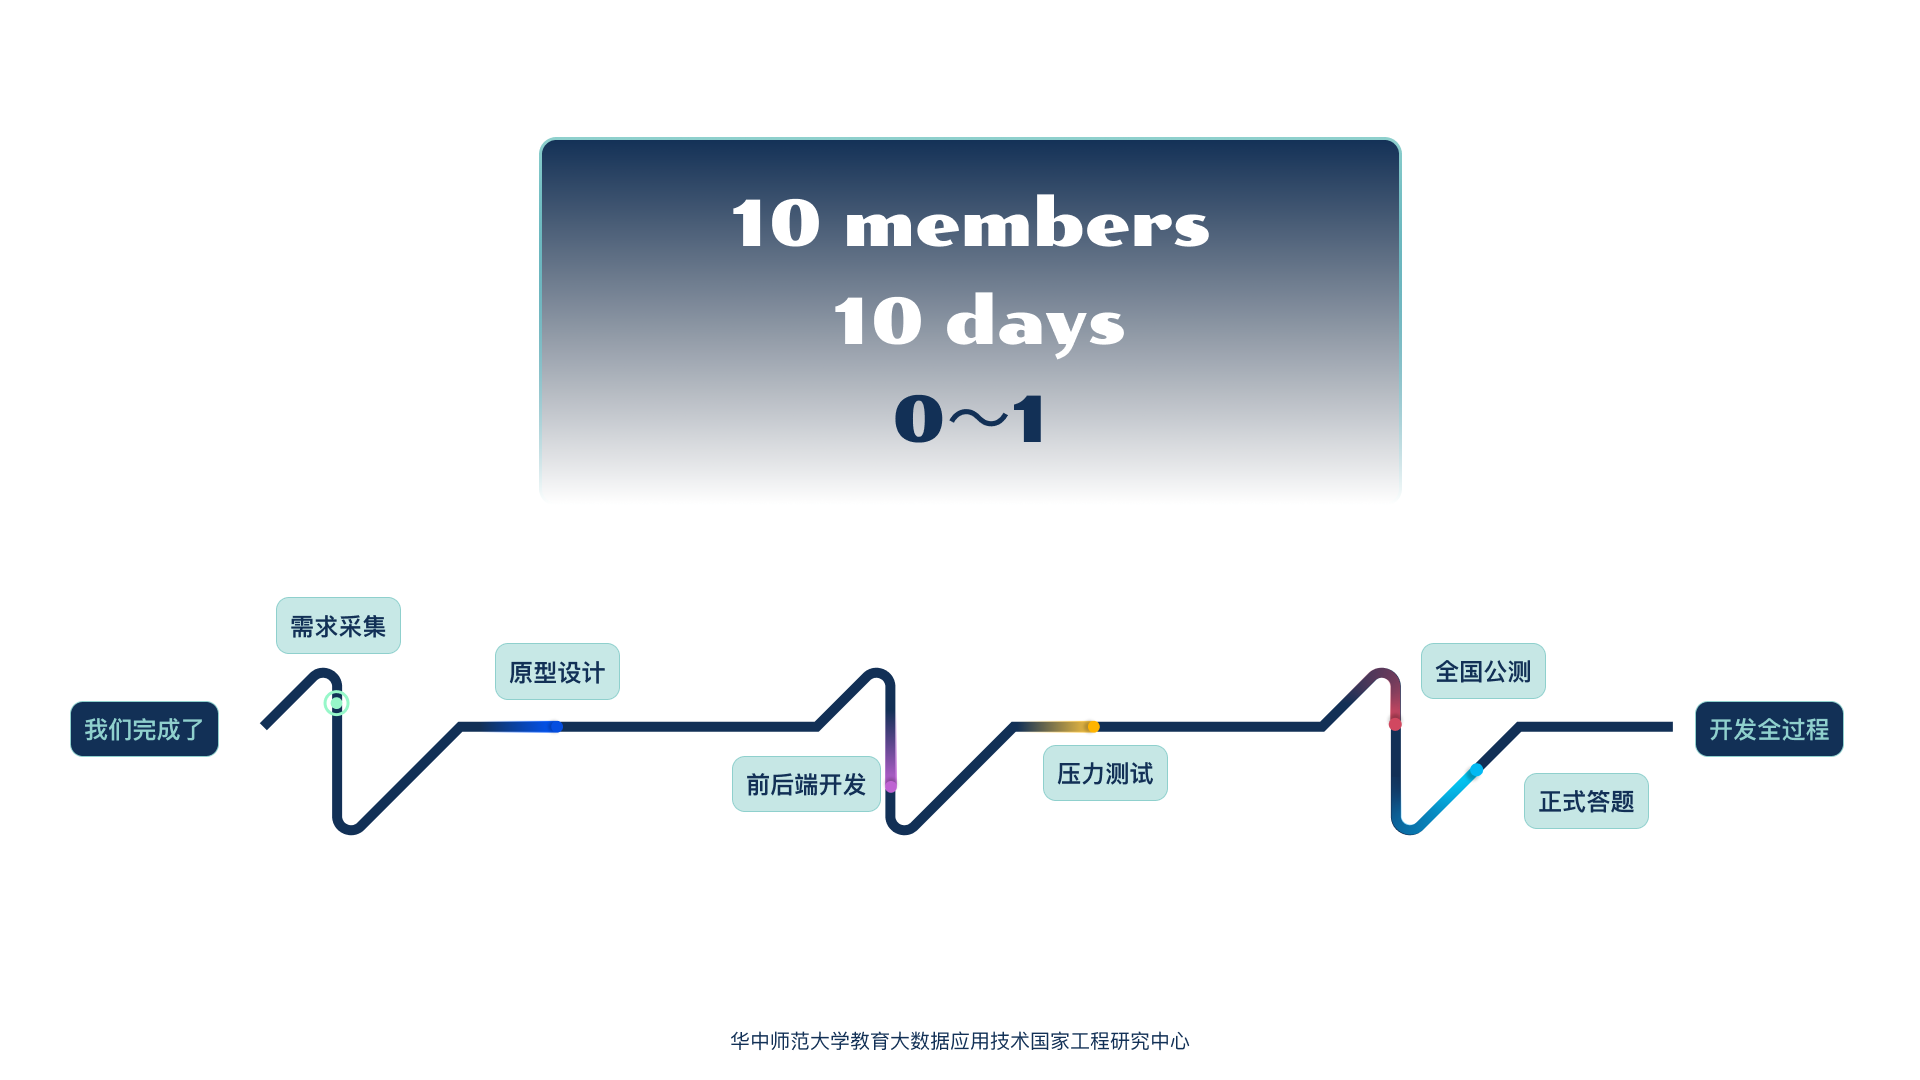 10 members
10 days
0～1
我们完成了
需求采集
原型设计
前后端开发
压力测试
全国公测
正式答题
开发全过程
华中师范大学教育大数据应用技术国家工程研究中心